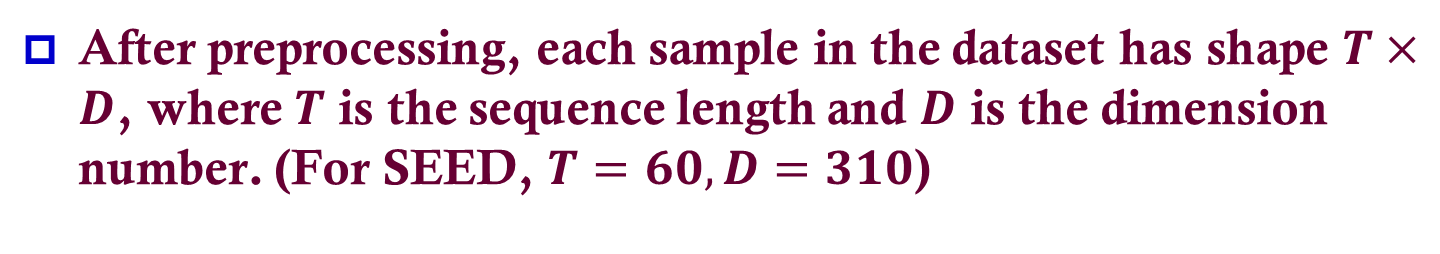 After preprocessing, each sample in the dataset has shape T ×
D, where T is the sequence length and D is the dimension
number. (For SEED, T = 60, D = 310)